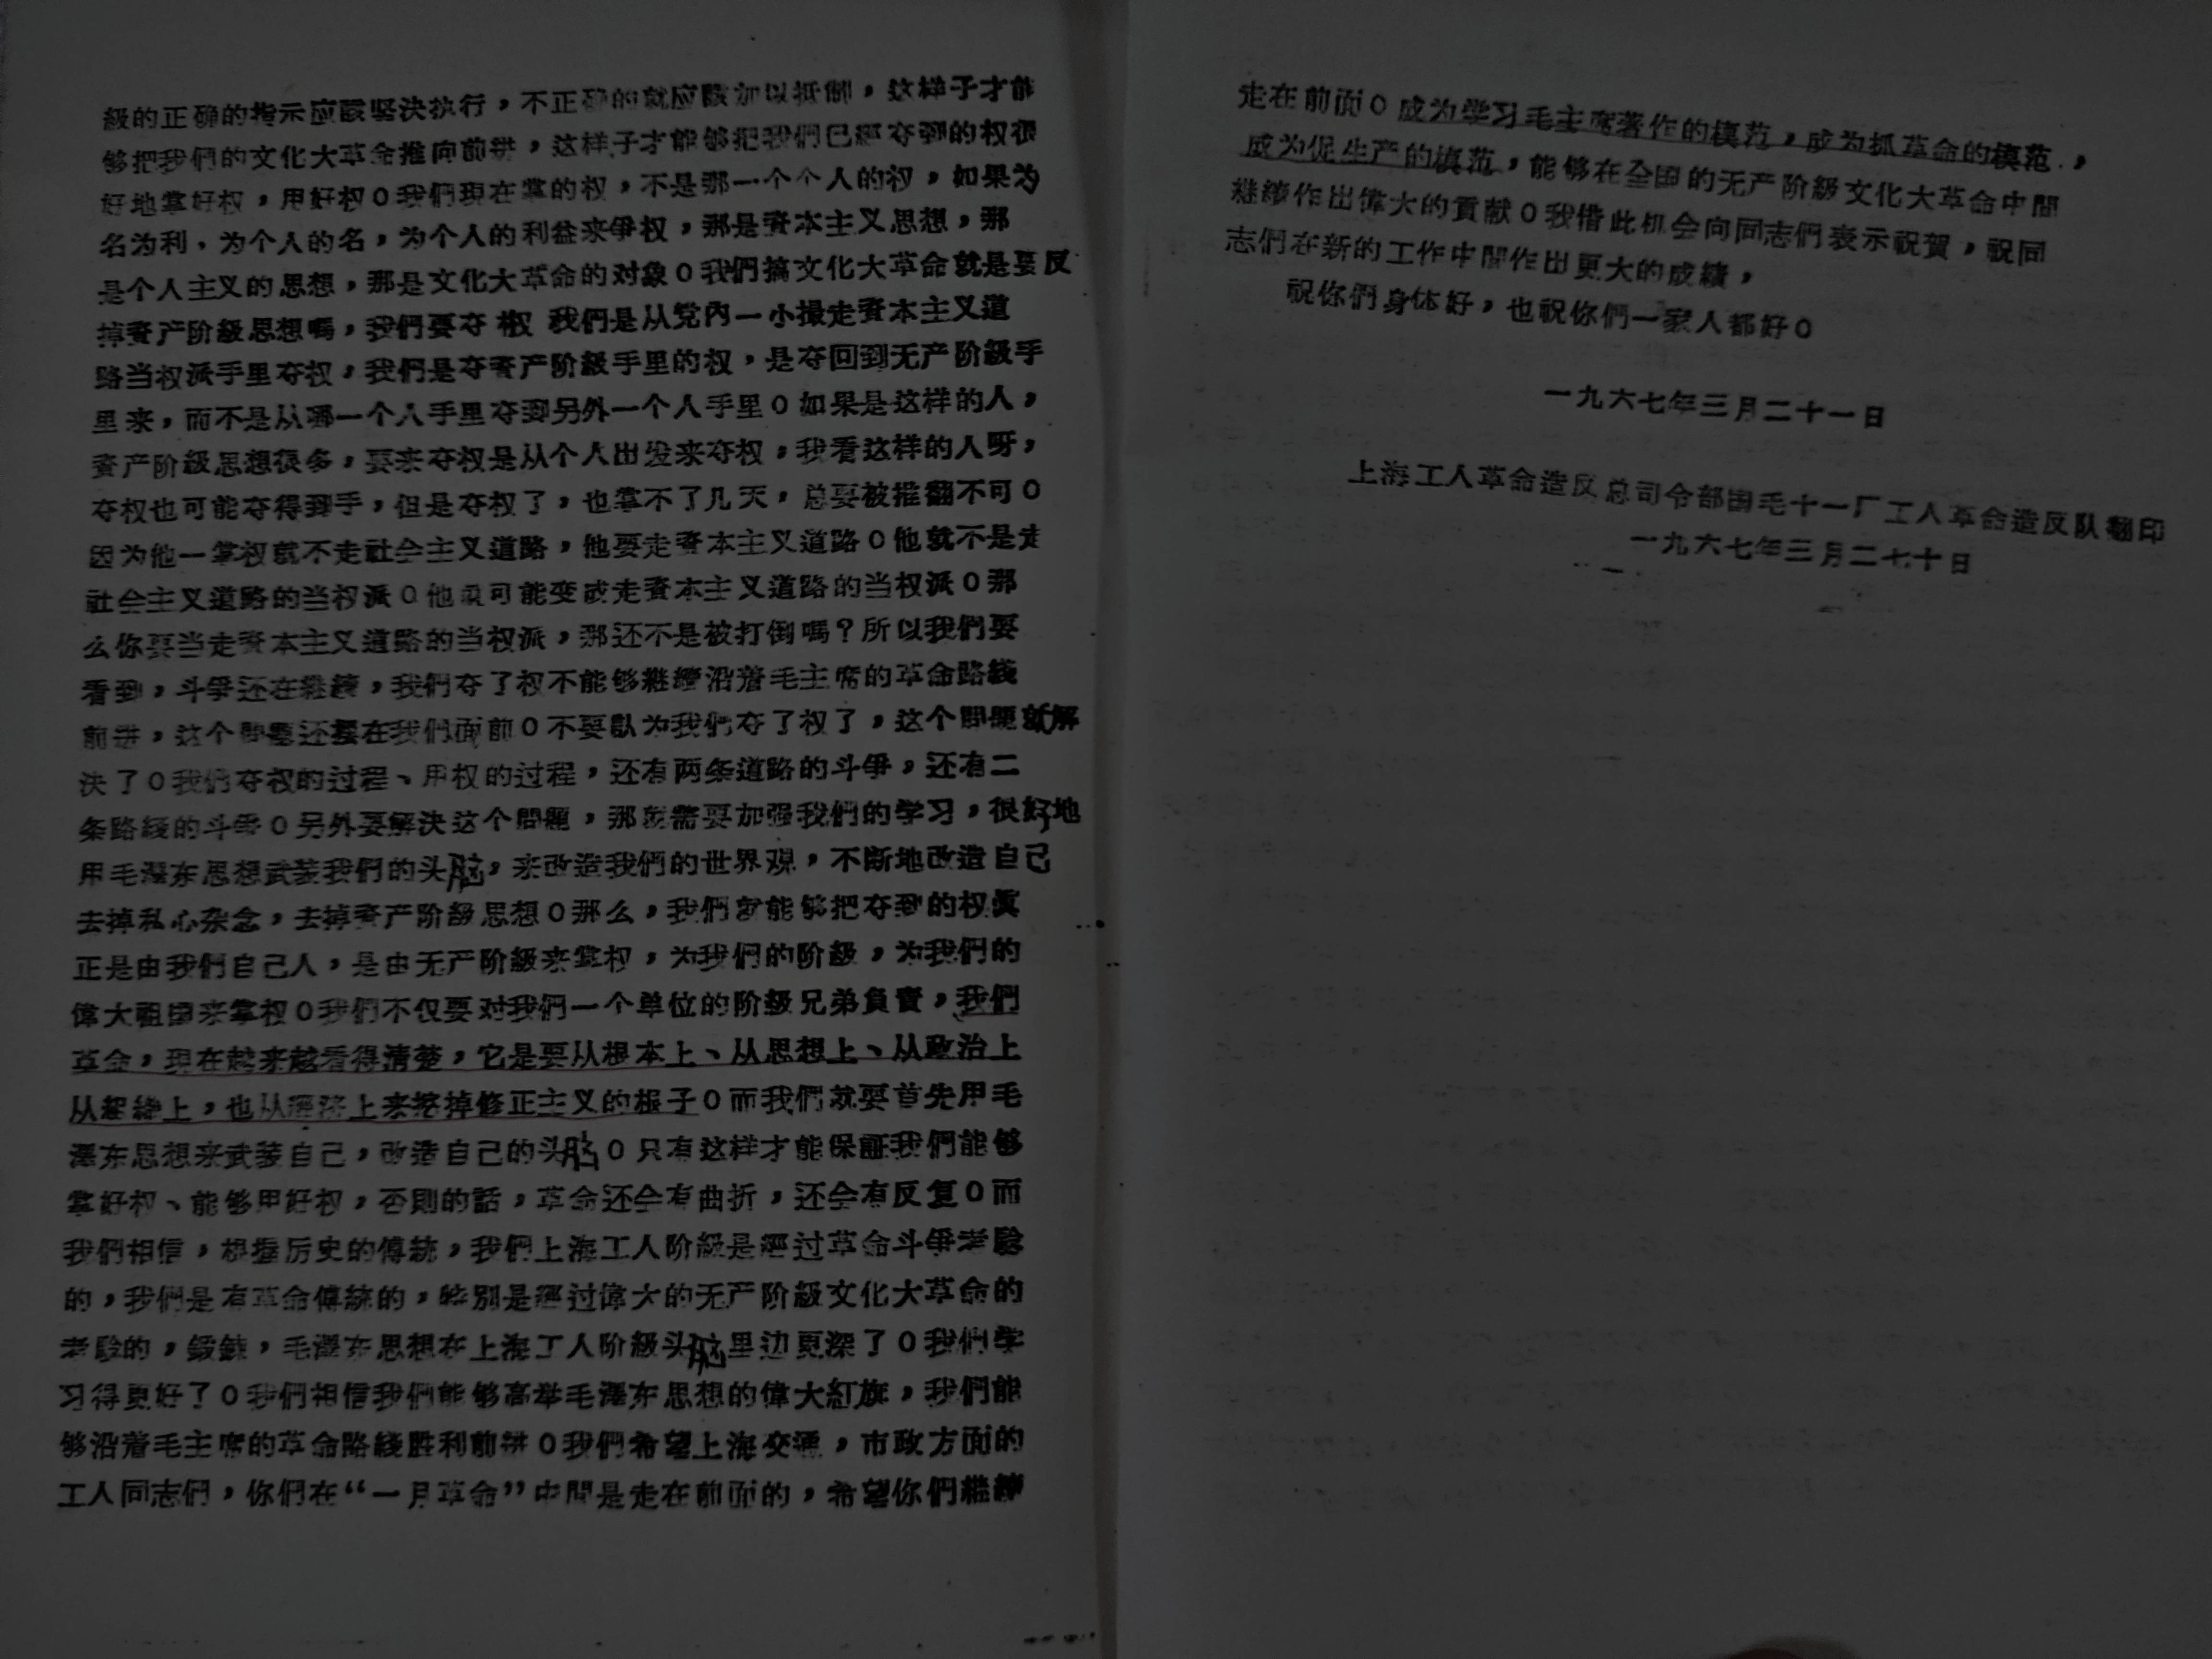 級的正确的指示应該坚决执行，不正确的就应該加以抵制，这样子才能
够把我們的文化大革命推向前进，这样子才能够把我們已經夺到的权很
好地掌好权，用好权○我們現在掌的权，不是那一个个人的权，如果为
名为利，为个人的名，为个人的利益来争权，那是資本主义思想，那
是个人主义的思想，那是文化大革命的对象○我們搞文化大革命就是要反
掉資产阶級思想嗎，我們要夺权 我們是从党內一小撮走資本主义道
路当权派手里夺权，我們是夺資产阶級手里的权，是夺回到无产阶級手
里来，而不是从哪一个人手里夺到另外一个人手里○如果是这样的人，
資产阶級思想很多，要来夺权是从个人出发来夺权，我看这样的人呀，
夺权也可能夺得到手，但是夺权了，也掌不了几天，总要被推翻不可○
因为他一掌权就不走社会主义道路，他要走資本主义道路○他就不是走
社会主义道路的当权派○他就可能变成走資本主义道路的当权派○那
么你要当走資本主义道路的当权派，那还不是被打倒嗎？所以我們要
看到，斗爭还在継續，我們夺了权不能够継續沿着毛主席的革命路綫
前进，这个問題还摆在我們面前○不要认为我們夺了权了，这个問題就解
决了○我們夺权的过程、用权的过程，还有两条道路的斗爭，还有二
条路綫的斗爭○另外要解决这个問題，那就需要加强我們的学习，很好地
用毛澤东思想武装我們的头脑，来改造我們的世界观，不断地改造自己
去掉私心杂念，去掉資产阶級思想○那么，我們就能够把夺到的权眞
正是由我們自己人，是由无产阶級来掌权，为我們的阶級，为我們的
偉大祖国来掌权○我們不仅要对我們一个单位的阶級兄弟負責，我們
革命，現在越来越看得清楚，它是要从根本上、从思想上、从政治上
从組織上，也从經济上来挖掉修正主义的根子○而我們就要首先用毛
澤东思想来武装自己，改造自己的头脑○只有这样才能保証我們能够
掌好权、能够用好权，否則的話，革命还会有曲折，还会有反复○而
我們相信，根据历史的傳統，我們上海工人阶級是經过革命斗爭考驗
的，我們是有革命傳統的，特別是經过偉大的无产阶級文化大革命的
考驗的，鍛鍊，毛澤东思想在上海工人阶級头脑里边更深了○我們学
习得更好了○我們相信我們能够高举毛澤东思想的偉大紅旗，我們能
够沿着毛主席的革命路綫胜利前进○我們希望上海交通，市政方面的
工人同志們，你們在“一月革命”中間是走在前面的，希望你們継續
走在前面○成为学习毛主席著作的模范，成为抓革命的模范，
成为促生产的模范，能够在全国的无产阶級文化大革命中間
継續作出偉大的貢献○我借此机会向同志們表示祝賀，祝同
志們在新的工作中間作出更大的成績，
祝你們身体好，也祝你們一家人都好○
一九六七年三月二十一日
上海工人革命造反总司令部国毛十一厂工人革命造反队翻印
一九六七年三月二七十日